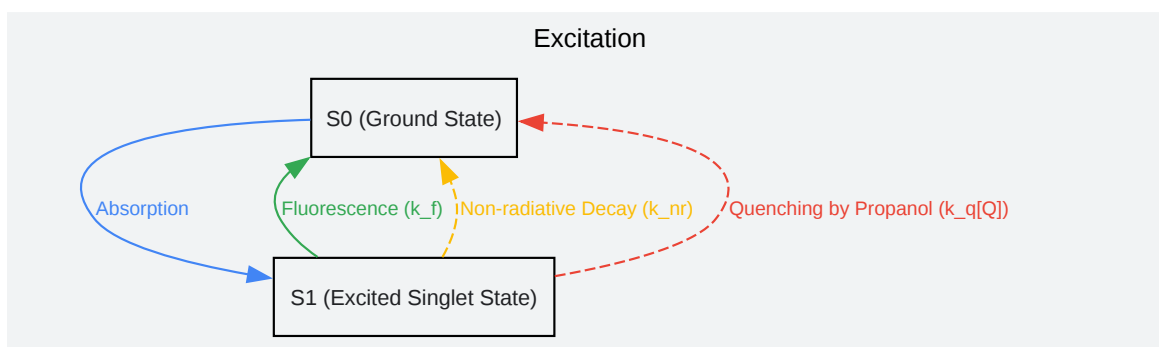 Excitation
S0 (Ground State)
Absorption
Fluorescence (k_f)
Non-radiative Decay (k_nr)
Quenching by Propanol (k_q[Q])
S1 (Excited Singlet State)